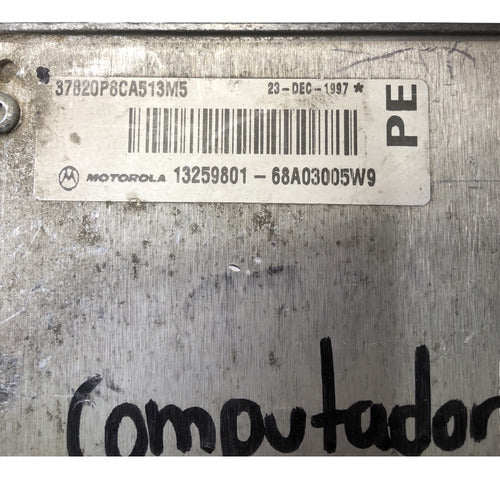 37820P8CA513M5 23-DEC-1997 *
PE
MOTOROLA 13259801 - 68A03005W9
Computador